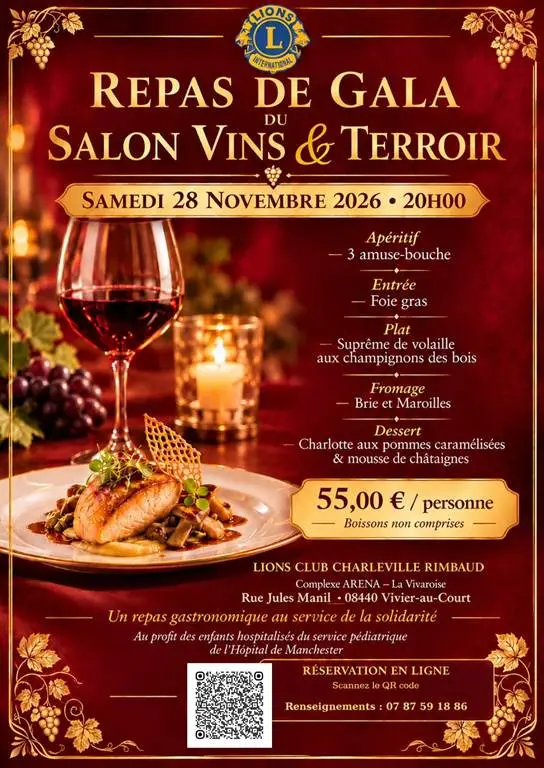 LIONS
L
INTERNATIONAL
REPAS DE GALA
DU
SALON VINS & TERROIR
SAMEDI 28 NOVEMBRE 2026 • 20H00
Apéritif
— 3 amuse-bouche
Entrée
— Foie gras
Plat
— Suprême de volaille
aux champignons des bois
Fromage
— Brie et Maroilles
Dessert
— Charlotte aux pommes caramélisées
& mousse de châtaignes
55,00 € / personne
Boissons non comprises
LIONS CLUB CHARLEVILLE RIMBAUD
Complexe ARENA – La Vivaroise
Rue Jules Manil • 08440 Vivier-au-Court
Un repas gastronomique au service de la solidarité
Au profit des enfants hospitalisés du service pédiatrique
de l'Hôpital de Manchester
RÉSERVATION EN LIGNE
Scannez le QR code
Renseignements : 07 87 59 18 86